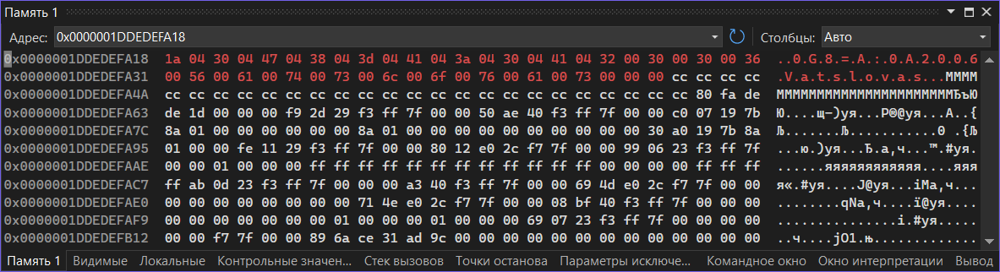 Память 1
Адрес: 0x0000001DDEDEFA18 Столбцы: Авто
0x0000001DDEDEFA18 1a 04 30 04 47 04 38 04 3d 04 41 04 3a 04 30 04 41 04 32 00 30 00 30 00 36 ..0.G.8.=.A.:.0.A.2.0.0.6
0x0000001DDEDEFA31 00 56 00 61 00 74 00 73 00 6c 00 6f 00 76 00 61 00 73 00 00 00 cc cc cc cc .V.a.t.s.l.o.v.a.s...ММММ
0x0000001DDEDEFA4A cc cc cc cc cc cc cc cc cc cc cc cc cc cc cc cc cc cc cc cc cc cc 80 fa de ММММММММММММММММММММММЂъЮ
0x0000001DDEDEFA63 de 1d 00 00 00 f9 2d 29 f3 ff 7f 00 00 50 ae 40 f3 ff 7f 00 00 c0 07 19 7b Ю....щ-)уя...P®@уя...А..{
0x0000001DDEDEFA7C 8a 01 00 00 00 00 00 00 8a 01 00 00 00 00 00 00 00 00 00 00 30 a0 19 7b 8a Љ.......Љ...........0 .{Љ
0x0000001DDEDEFA95 01 00 00 fe 11 29 f3 ff 7f 00 00 80 12 e0 2c f7 7f 00 00 99 06 23 f3 ff 7f ...ю.)уя...Ђ.а,ч...™.#уя.
0x0000001DDEDEFAAE 00 00 01 00 00 00 ff ff ff ff ff ff ff ff ff ff ff ff 00 00 00 00 ff ff ff ......яяяяяяяяяяяя....яяя
0x0000001DDEDEFAC7 ff ab 0d 23 f3 ff 7f 00 00 00 a3 40 f3 ff 7f 00 00 69 4d e0 2c f7 7f 00 00 я«.#уя....Ј@уя...iMа,ч...
0x0000001DDEDEFAE0 00 00 00 00 00 00 00 00 00 71 4e e0 2c f7 7f 00 00 08 bf 40 f3 ff 7f 00 00 .........qNа,ч....ї@уя...
0x0000001DDEDEFAF9 00 00 00 00 00 00 00 01 00 00 00 01 00 00 00 69 07 23 f3 ff 7f 00 00 00 00 ...............i.#уя.....
0x0000001DDEDEFB12 00 00 f7 7f 00 00 89 6a ce 31 ad 9c 00 00 00 00 00 00 00 00 00 00 00 00 00 ..ч...‰jО1.њ.............
Память 1 Видимые Локальные Контрольные значен... Стек вызовов Точки останова Параметры исключе... Командное окно Окно интерпретации Вывод